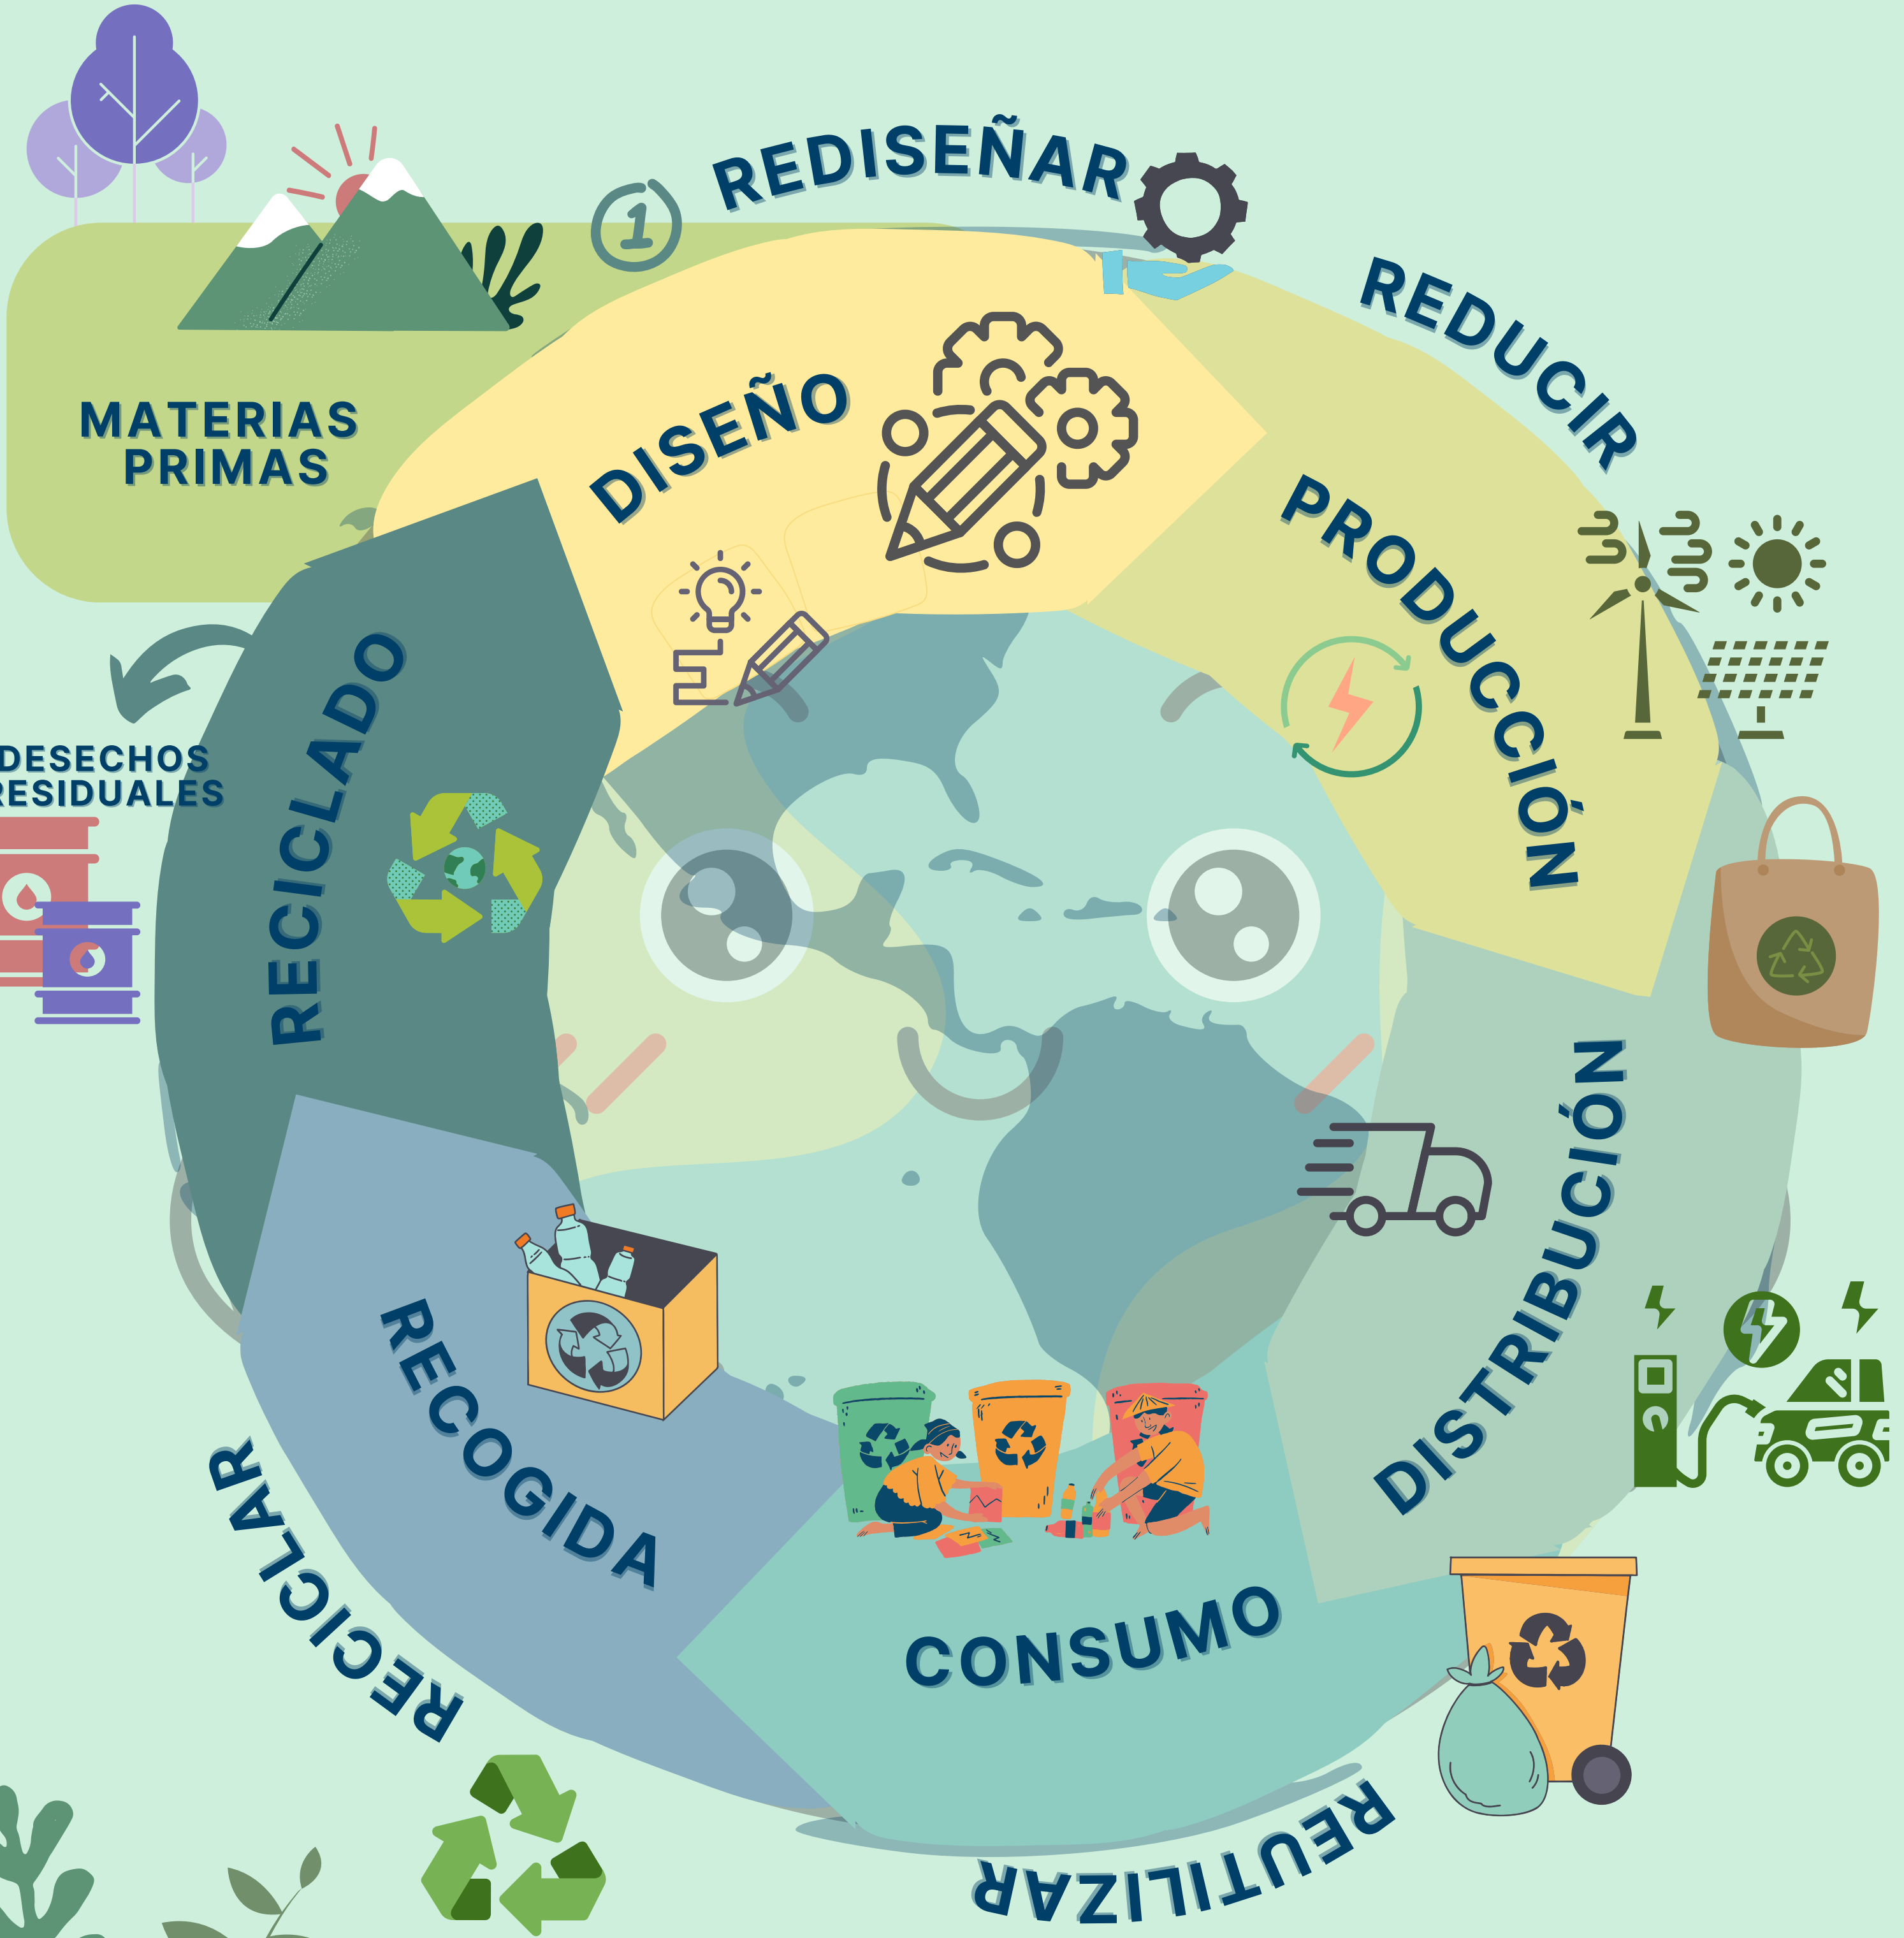 REDISEÑAR
1
REDUCIR
MATERIAS
PRIMAS
DISEÑO
PRODUCCIÓN
RECICLADO
DESECHOS
RESIDUALES
DISTRIBUCIÓN
RECOGIDA
CONSUMO
RECICLAR
REUTILIZAR